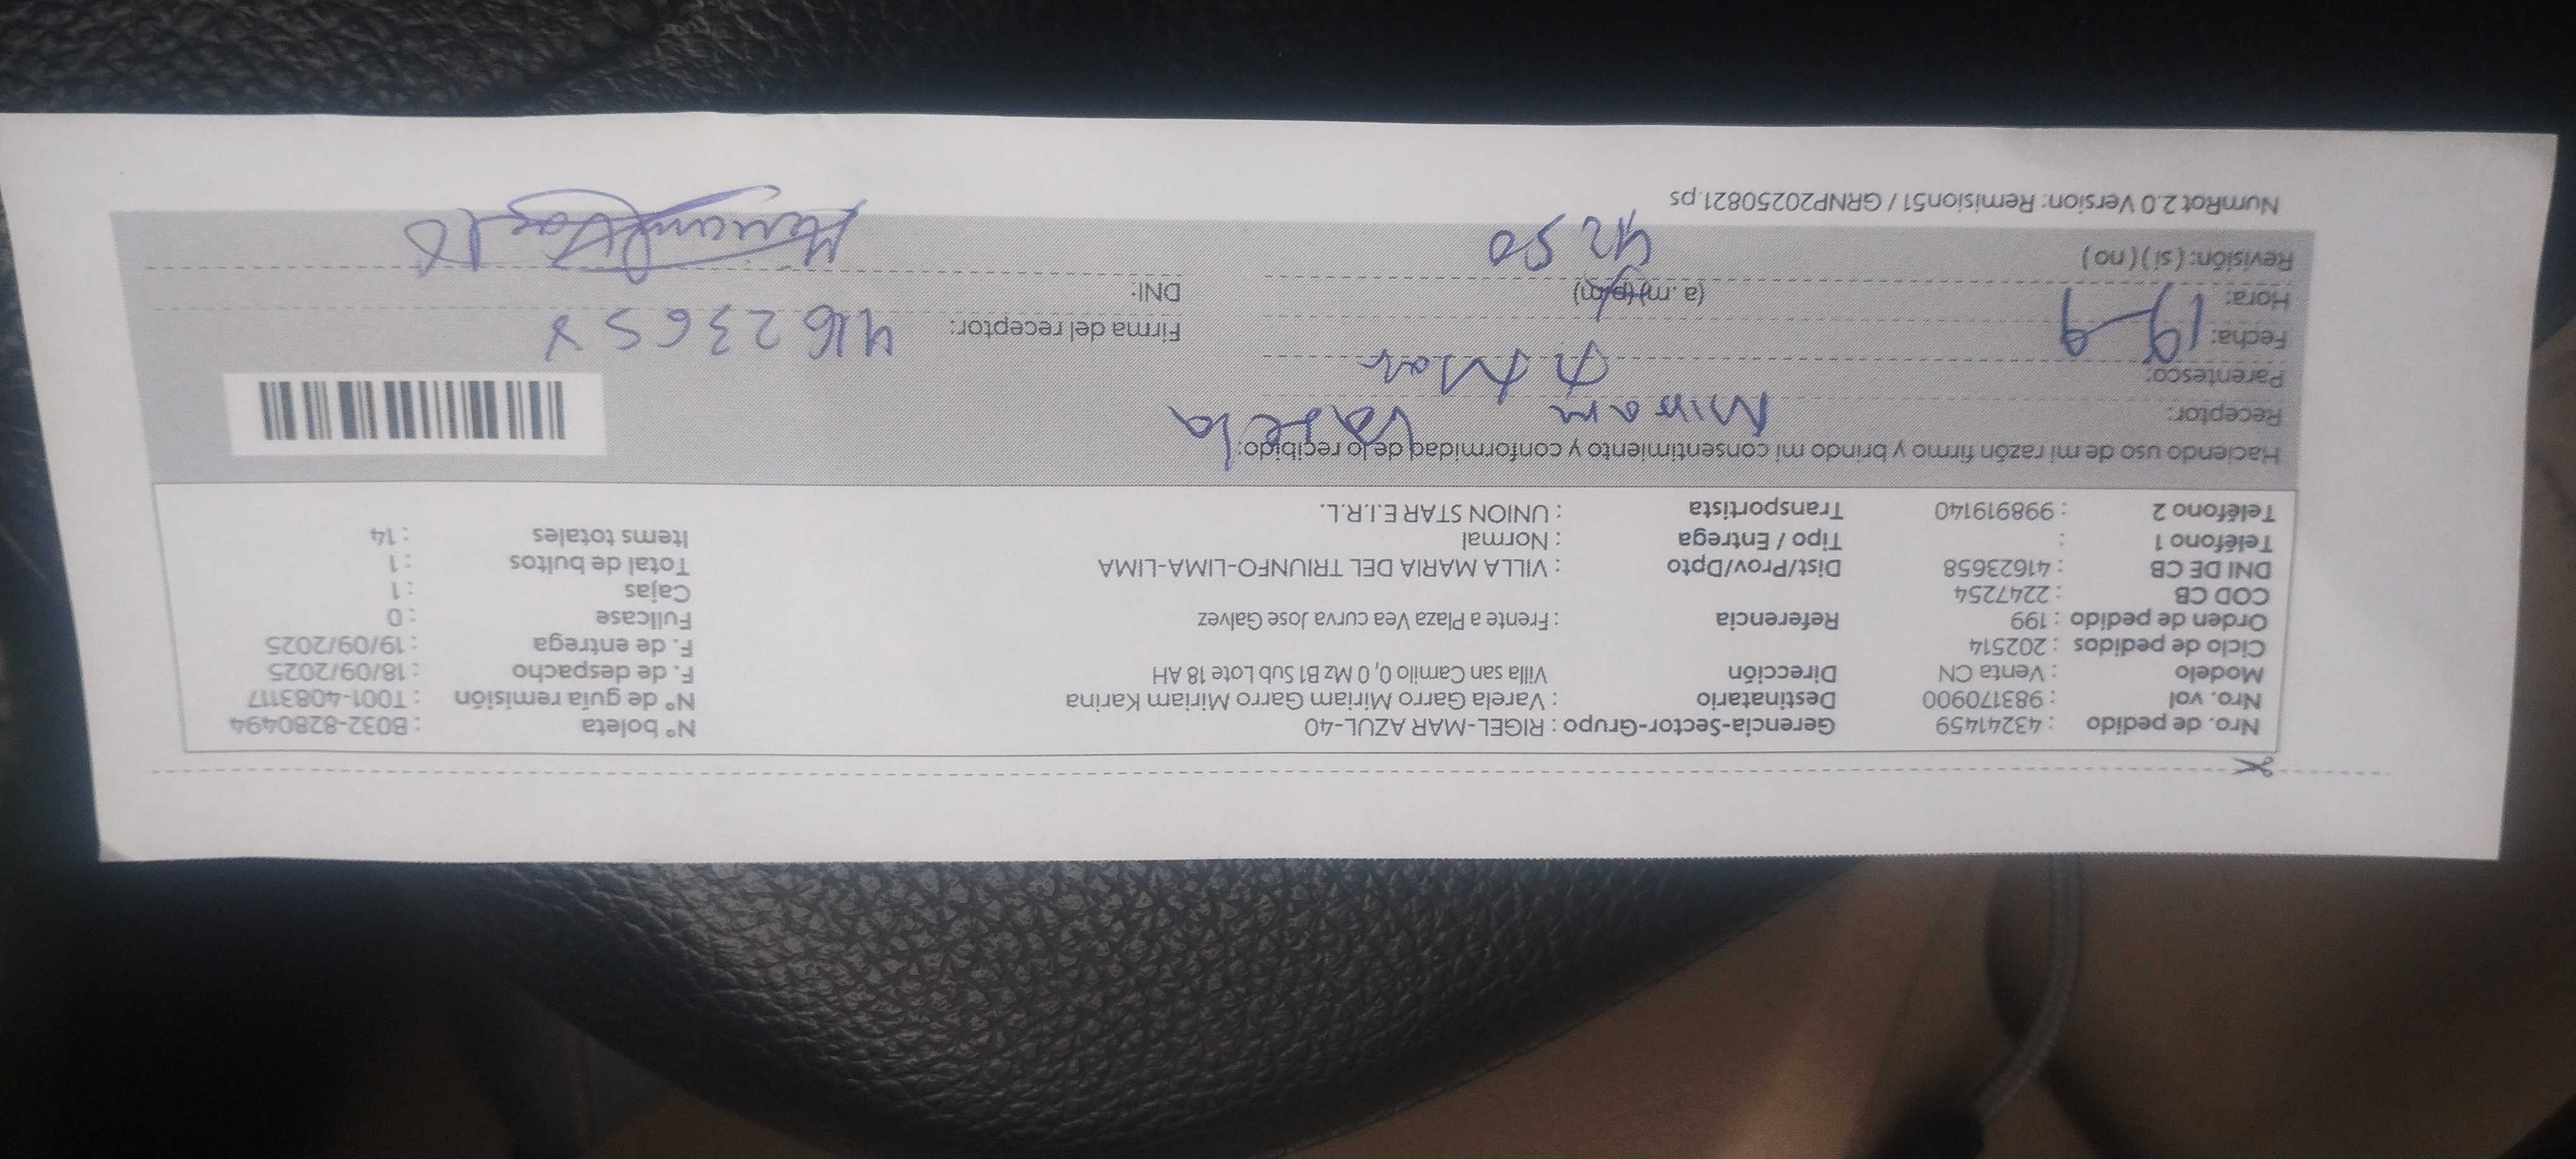 Nro. de pedido : 43241459 Gerencia-Sector-Grupo : RIGEL-MAR AZUL-40 N° boleta : B032-8280494
Nro. vol : 983170900 Destinatario : Varela Garro Miriam Garro Miriam Karina N° de guía remisión : T001-4083117
Modelo : Venta CN Dirección Villa san Camilo 0, 0 Mz B1 Sub Lote 18 AH F. de despacho : 18/09/2025
Ciclo de pedidos : 202514 F. de entrega : 19/09/2025
Orden de pedido : 199 Referencia : Frente a Plaza Vea curva Jose Galvez Fullcase : 0
COD CB : 2247254 Cajas : 1
DNI DE CB : 41623658 Dist/Prov/Dpto : VILLA MARIA DEL TRIUNFO-LIMA-LIMA Total de bultos : 1
Teléfono 1 : Tipo / Entrega : Normal Items totales : 14
Teléfono 2 : 998919140 Transportista : UNION STAR E.I.R.L.
Haciendo uso de mi razón firmo y brindo mi consentimiento y conformidad de lo recibido:
Receptor: Miriam Varela
Parentesco: Titular
Fecha: 19-9 Firma del receptor: 41623658
Hora: (a.m) (p.m) DNI:
Revisión: (si) (no) 4250
NumRot 2.0 Version: Remision51 / GRNP20250821.ps